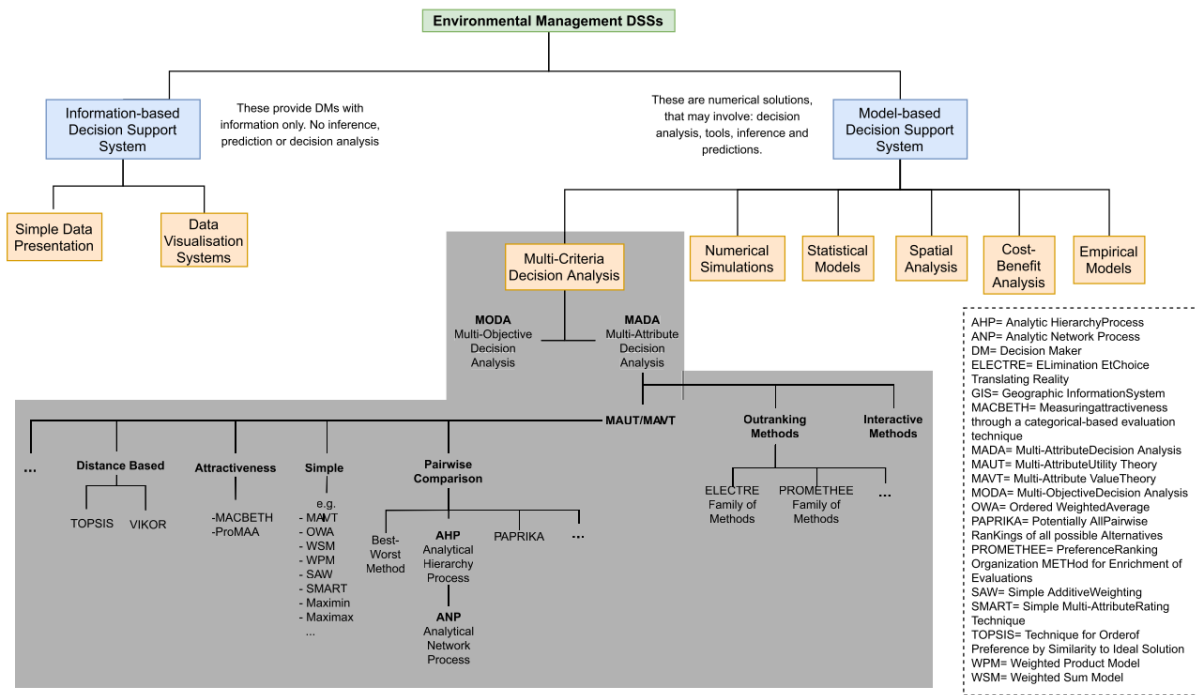 Environmental Management DSSs
Information-based
Decision Support
System
These provide DMs with
information only. No inference,
prediction or decision analysis
These are numerical solutions,
that may involve: decision
analysis, tools, inference and
predictions.
Model-based
Decision Support
System
Simple Data
Presentation
Data
Visualisation
Systems
Multi-Criteria
Decision Analysis
Numerical
Simulations
Statistical
Models
Spatial
Analysis
Cost-
Benefit
Analysis
Empirical
Models
MODA
Multi-Objective
Decision
Analysis
MADA
Multi-Attribute
Decision
Analysis
MAUT/MAVT
Outranking
Methods
Interactive
Methods
...
Distance Based
Attractiveness
Simple
Pairwise
Comparison
TOPSIS
VIKOR
-MACBETH
-ProMAA
e.g.
- MAVT
- OWA
- WSM
- WPM
- SAW
- SMART
- Maximin
- Maximax
...
Best-
Worst
Method
AHP
Analytical
Hierarchy
Process
PAPRIKA
...
ANP
Analytical
Network
Process
ELECTRE
Family of
Methods
PROMETHEE
Family of
Methods
...
AHP= Analytic HierarchyProcess
ANP= Analytic Network Process
DM= Decision Maker
ELECTRE= ELimination EtChoice
Translating Reality
GIS= Geographic InformationSystem
MACBETH= Measuringattractiveness
through a categorical-based evaluation
technique
MADA= Multi-AttributeDecision Analysis
MAUT= Multi-AttributeUtility Theory
MAVT= Multi-Attribute ValueTheory
MODA= Multi-ObjectiveDecision Analysis
OWA= Ordered WeightedAverage
PAPRIKA= Potentially AllPairwise
RanKings of all possible Alternatives
PROMETHEE= PreferenceRanking
Organization METHod for Enrichment of
Evaluations
SAW= Simple AdditiveWeighting
SMART= Simple Multi-AttributeRating
Technique
TOPSIS= Technique for Orderof
Preference by Similarity to Ideal Solution
WPM= Weighted Product Model
WSM= Weighted Sum Model